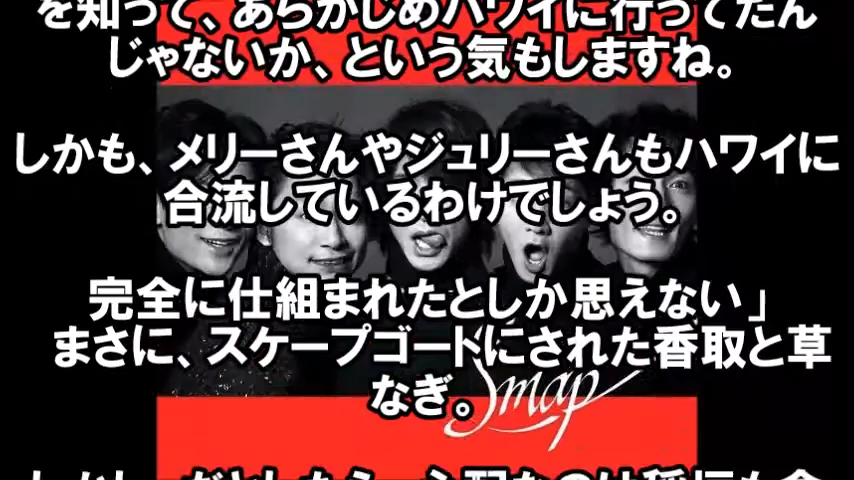 を知って、あらかじめハワイに行ってたん
じゃないか、という気もしますね。
しかも、メリーさんやジュリーさんもハワイに
合流しているわけでしょう。
完全に仕組まれたとしか思えない」
まさに、スケープゴートにされた香取と草
なぎ。
Smap